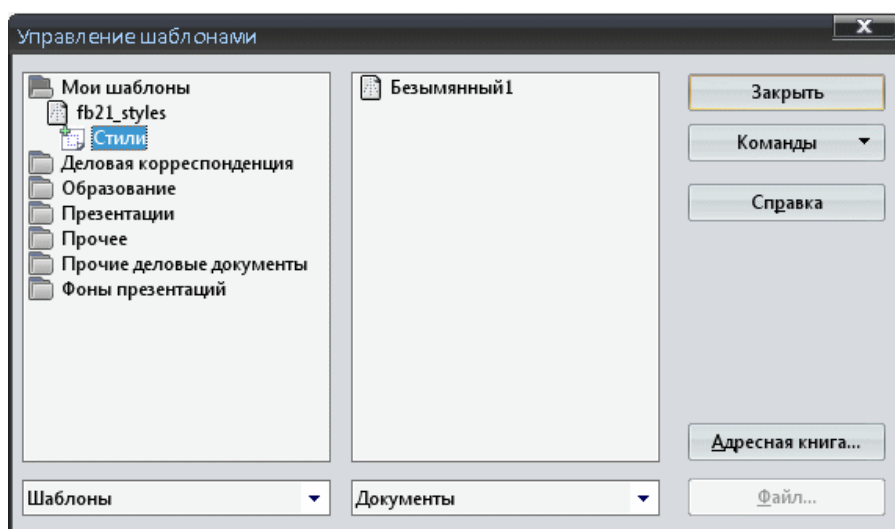 Управление шаблонами
Мои шаблоны
fb21_styles
Стили
Деловая корреспонденция
Образование
Презентации
Прочее
Прочие деловые документы
Фоны презентаций
Шаблоны
Безымянный1
Документы
Закрыть
Команды
Справка
Адресная книга...
Файл...